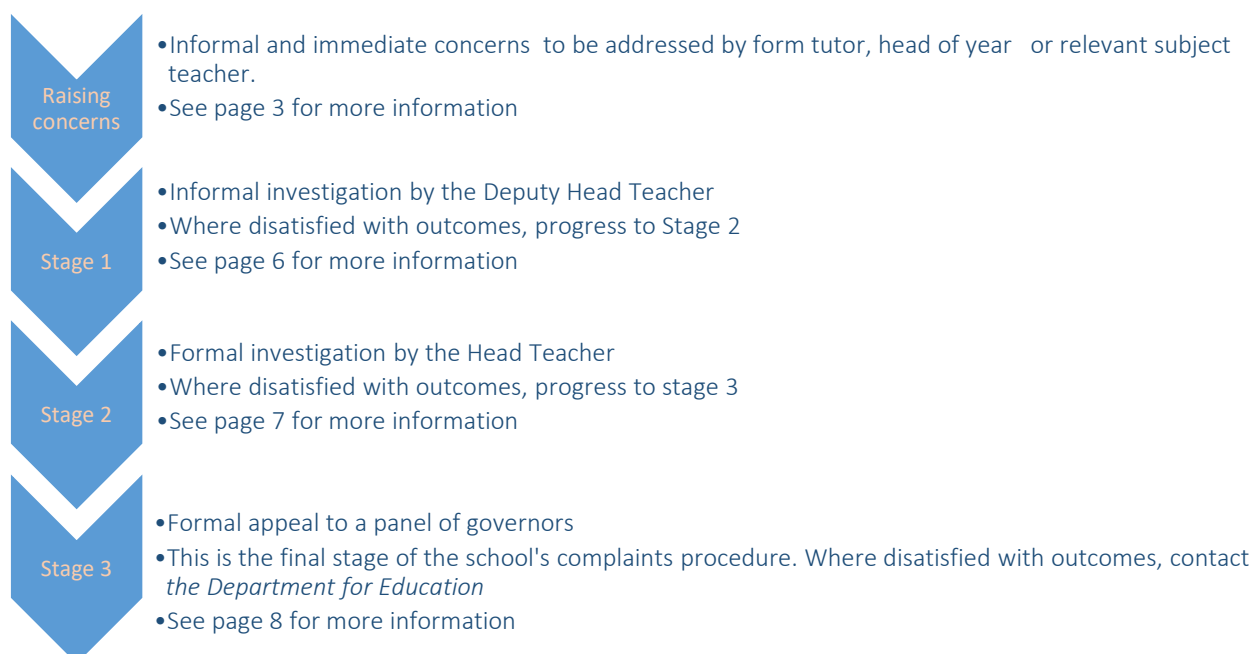 Raising
concerns
•Informal and immediate concerns to be addressed by form tutor, head of year or relevant subject
teacher.
•See page 3 for more information
Stage 1
•Informal investigation by the Deputy Head Teacher
•Where disatisfied with outcomes, progress to Stage 2
•See page 6 for more information
Stage 2
•Formal investigation by the Head Teacher
•Where disatisfied with outcomes, progress to stage 3
•See page 7 for more information
Stage 3
•Formal appeal to a panel of governors
•This is the final stage of the school's complaints procedure. Where disatisfied with outcomes, contact
the Department for Education
•See page 8 for more information